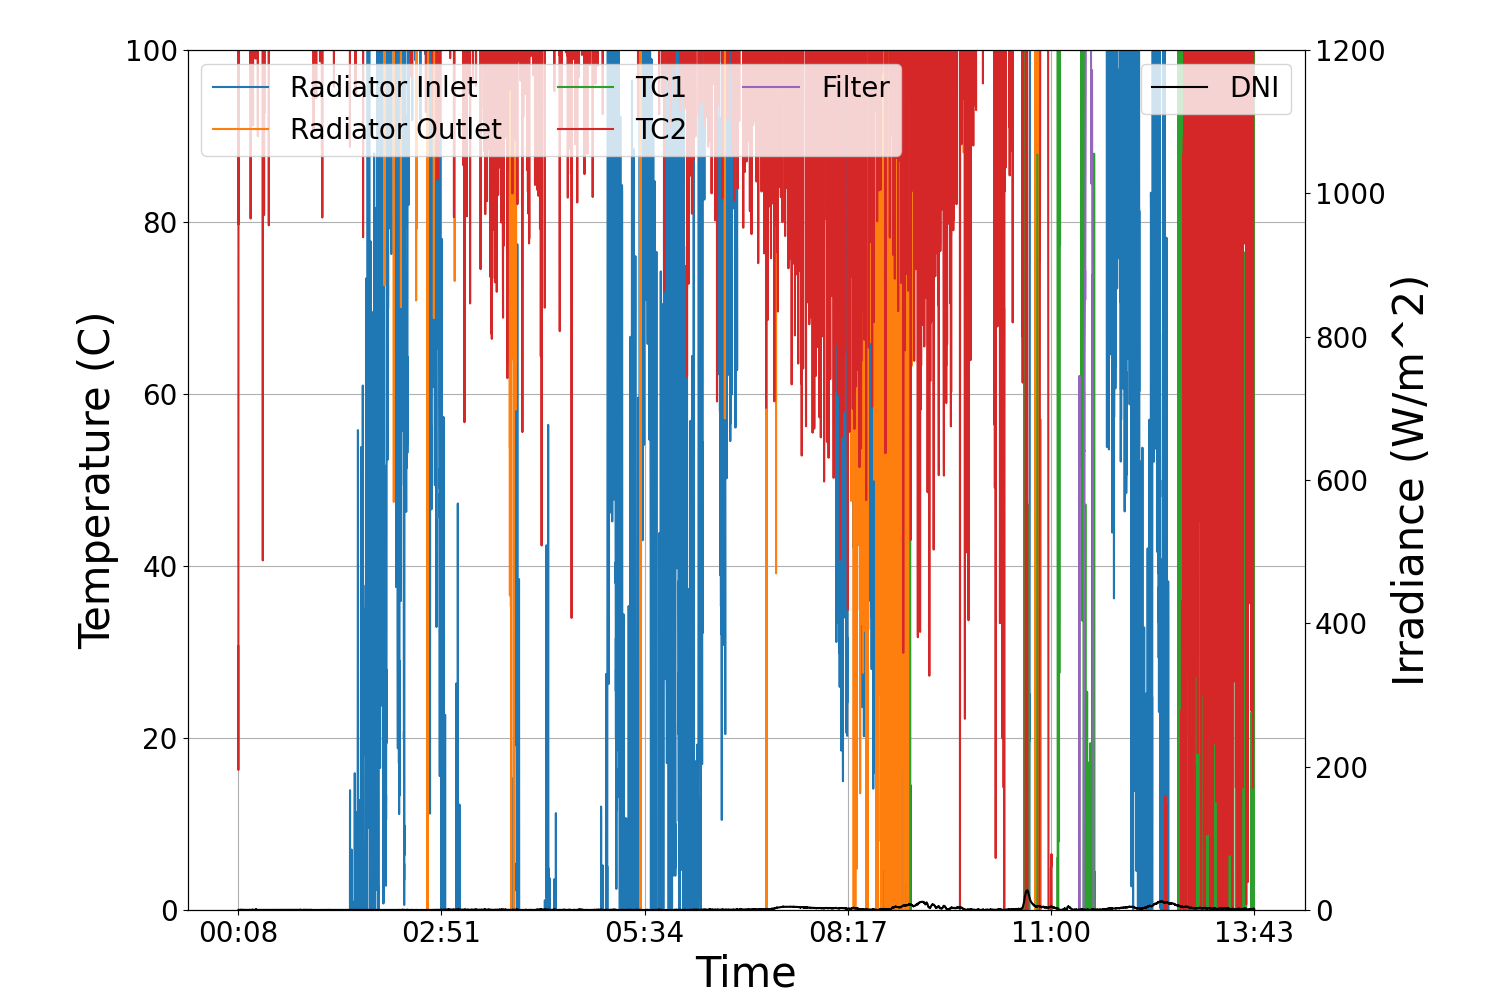 100
80
60
40
20
0
1200
1000
800
600
400
200
0
Temperature (C)
Irradiance (W/m^2)
Radiator Inlet
Radiator Outlet
TC1
TC2
Filter
DNI
00:08
02:51
05:34
08:17
11:00
13:43
Time